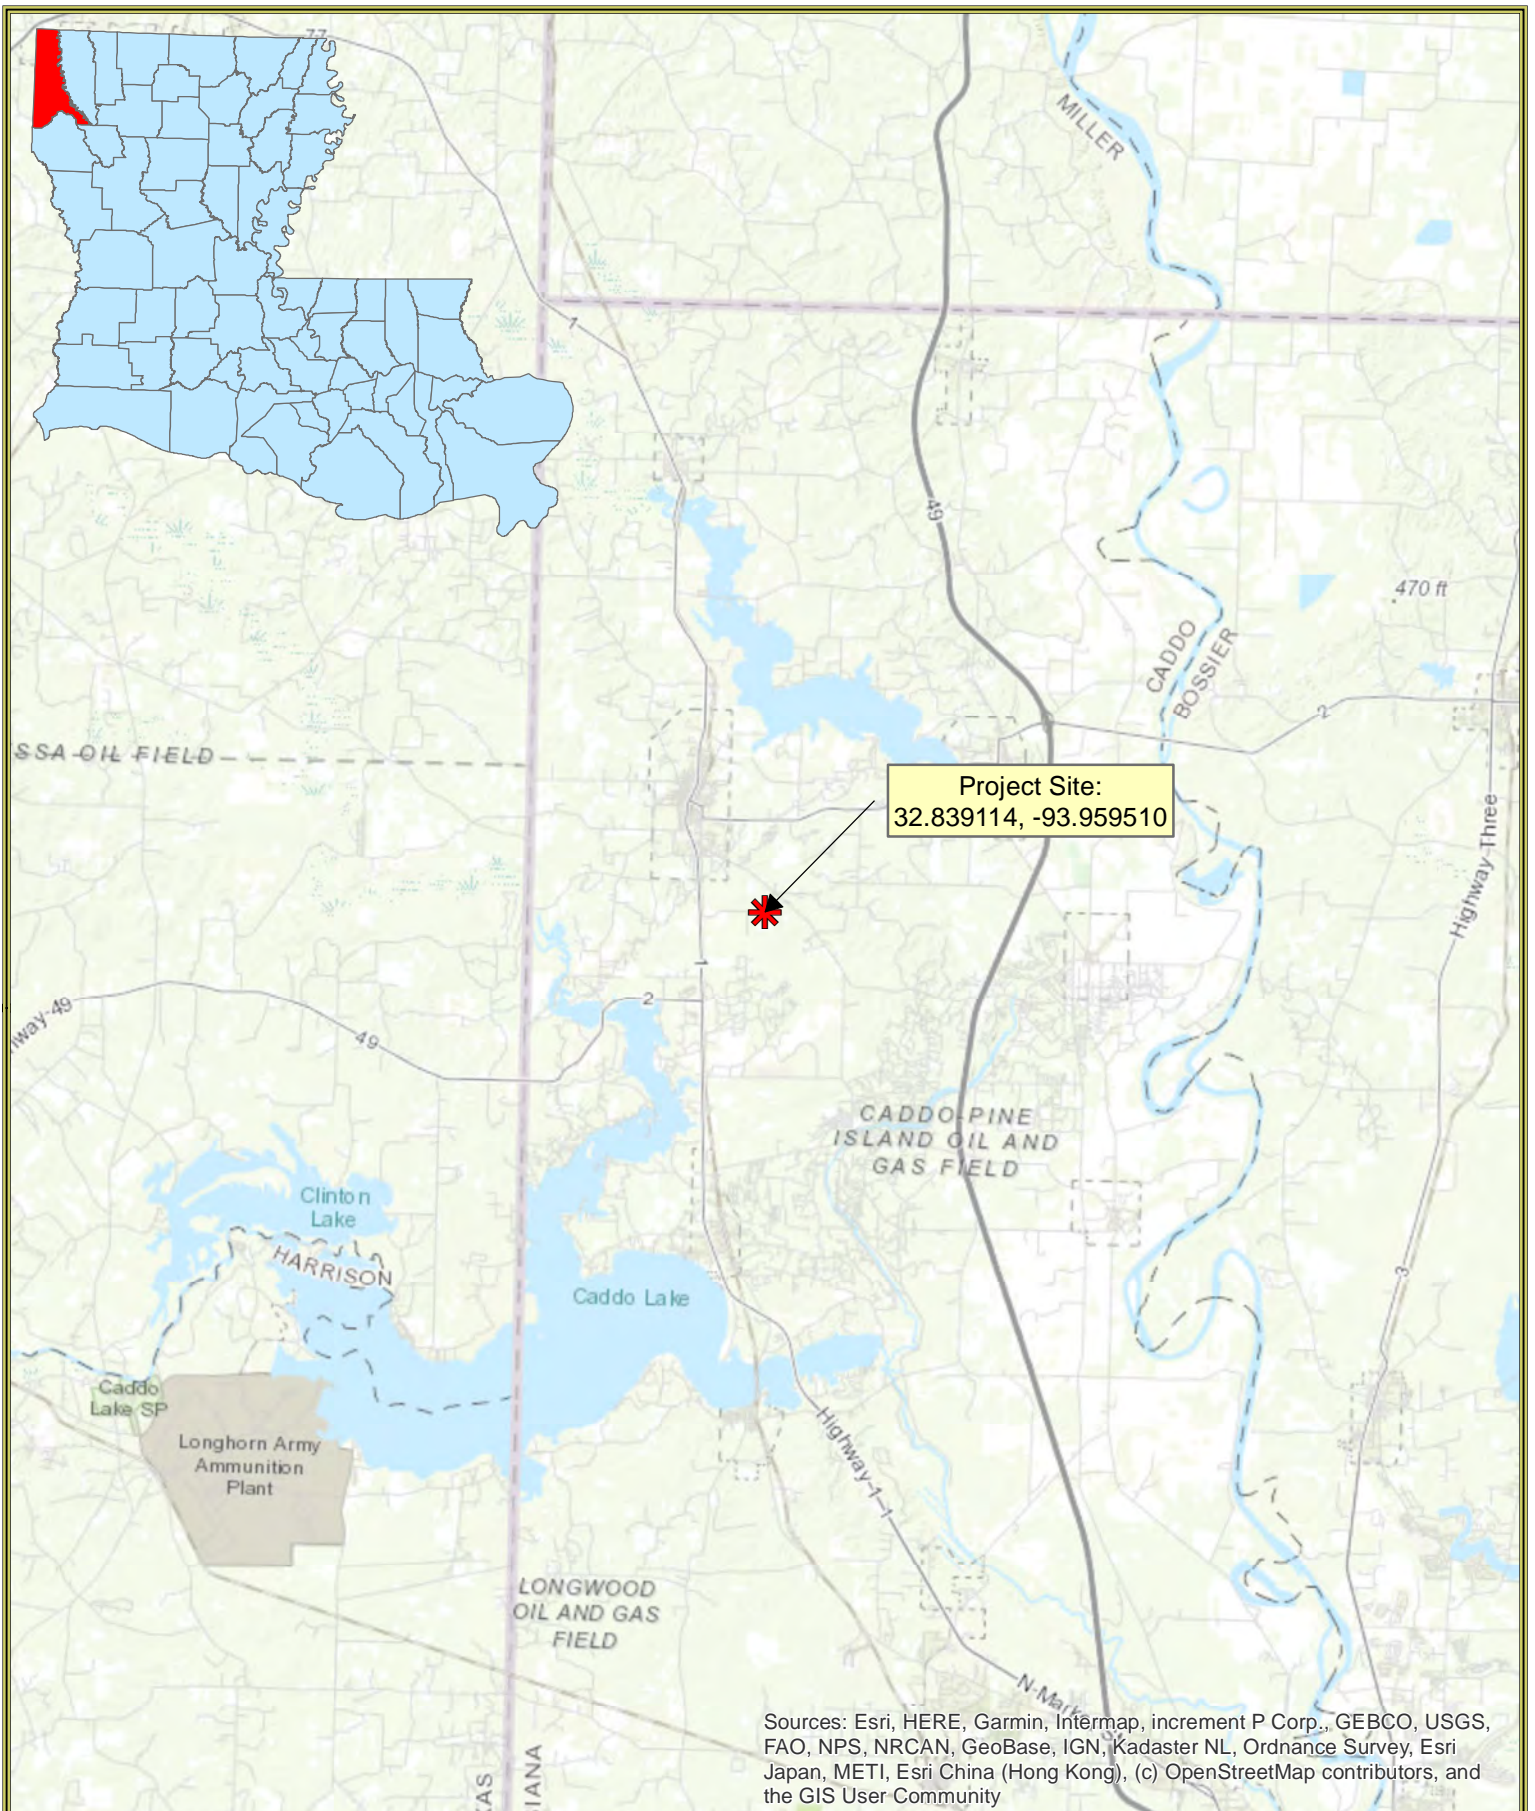 77
MILLER
1
49
470 ft
CADDO
BOSSIER
2
SSA OIL FIELD
Project Site:
32.839114, -93.959510
Highway Three
1
2
hway 49
49
CADDO-PINE
ISLAND OIL AND
GAS FIELD
Clinton
Lake
HARRISON
Caddo Lake
3
Caddo
Lake SP
Longhorn Army
Ammunition
Plant
Highway-1
1
LONGWOOD
OIL AND GAS
FIELD
N-Mark
XAS
IANA
Sources: Esri, HERE, Garmin, Intermap, increment P Corp., GEBCO, USGS,
FAO, NPS, NRCAN, GeoBase, IGN, Kadaster NL, Ordnance Survey, Esri
Japan, METI, Esri China (Hong Kong), (c) OpenStreetMap contributors, and
the GIS User Community